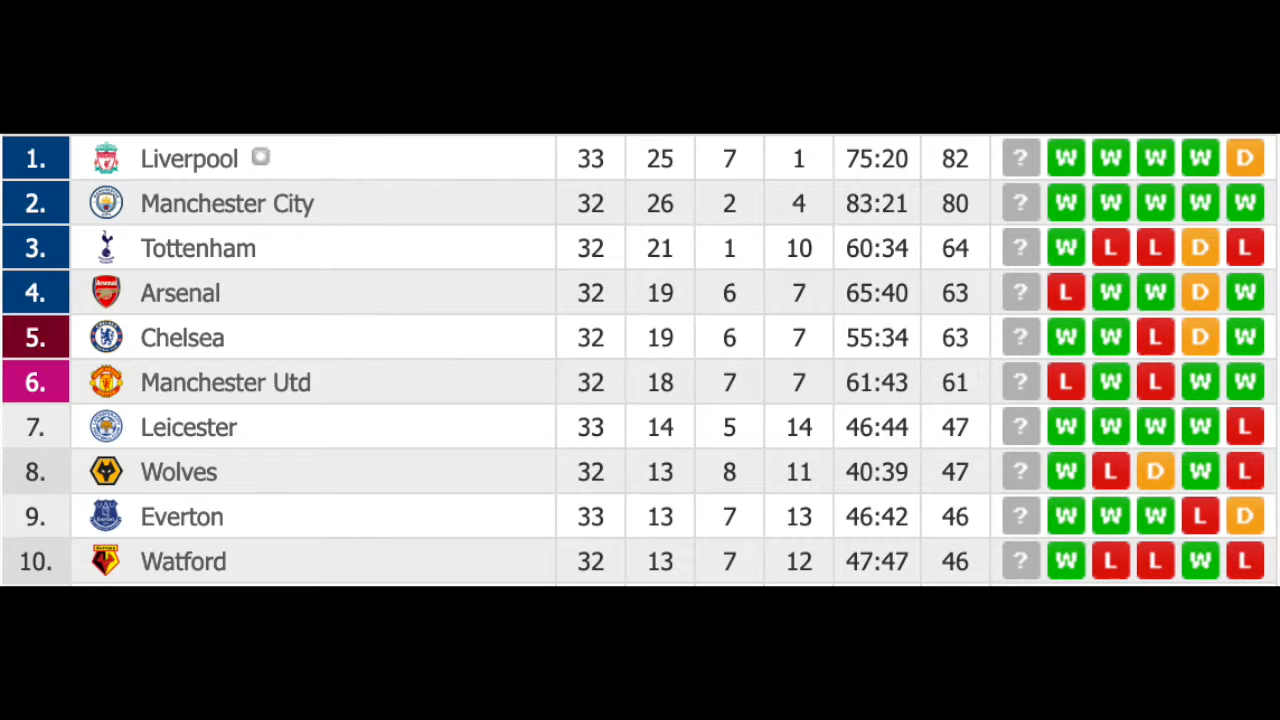 1. Liverpool 33 25 7 1 75:20 82 ? W W W W D
2. Manchester City 32 26 2 4 83:21 80 ? W W W W W
3. Tottenham 32 21 1 10 60:34 64 ? W L L D L
4. Arsenal 32 19 6 7 65:40 63 ? L W W D W
5. Chelsea 32 19 6 7 55:34 63 ? W W L D W
6. Manchester Utd 32 18 7 7 61:43 61 ? L W L W W
7. Leicester 33 14 5 14 46:44 47 ? W W W W L
8. Wolves 32 13 8 11 40:39 47 ? W L D W L
9. Everton 33 13 7 13 46:42 46 ? W W W L D
10. Watford 32 13 7 12 47:47 46 ? W L L W L